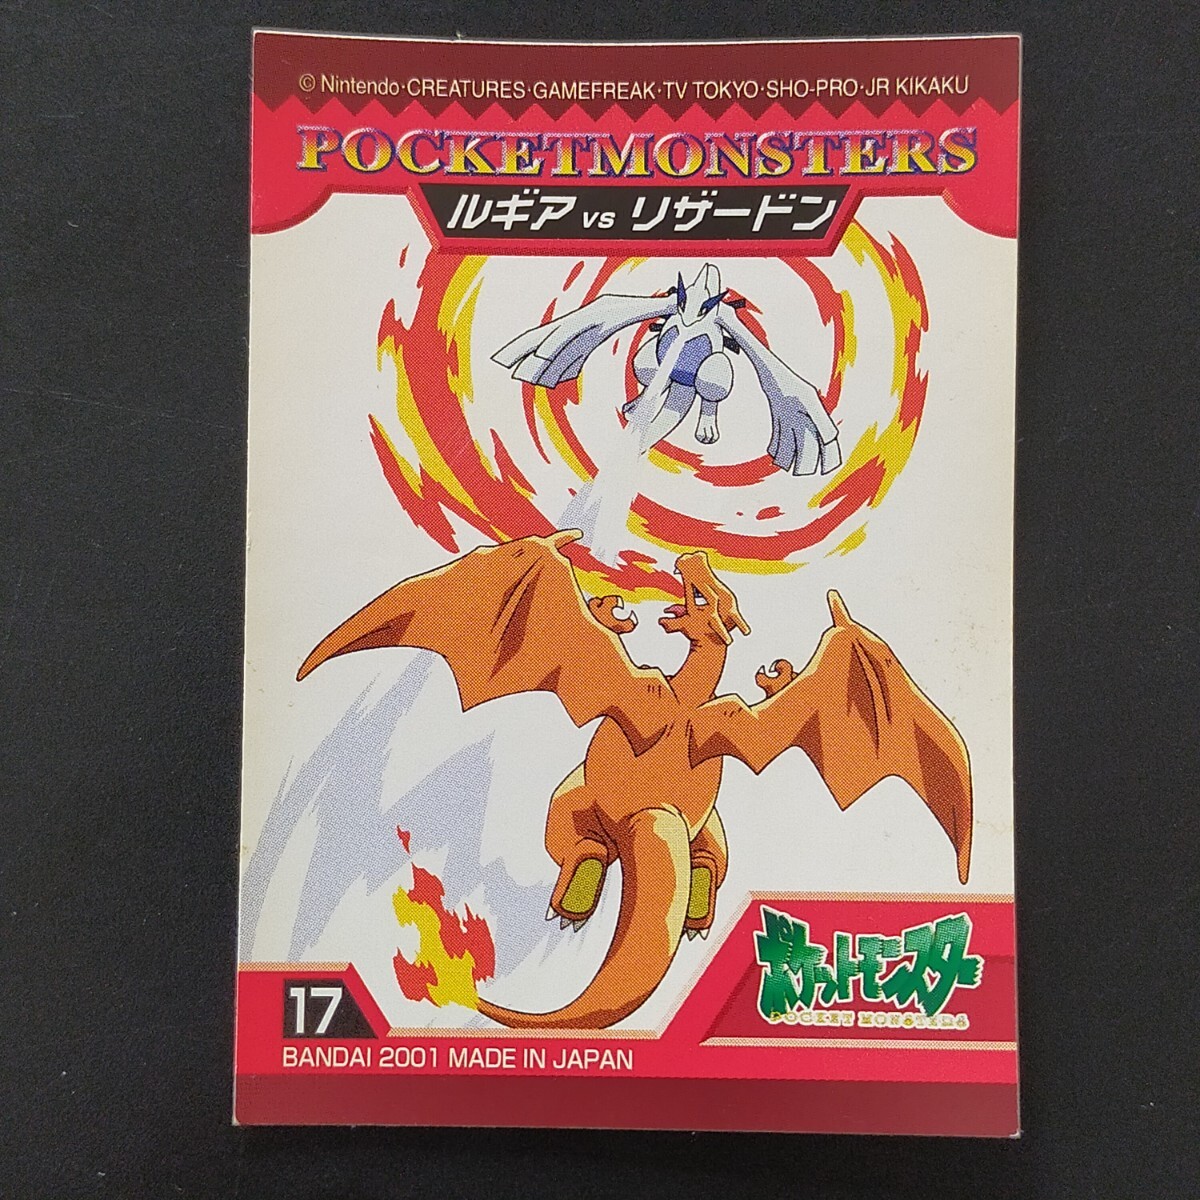 © Nintendo·CREATURES·GAMEFREAK·TV TOKYO·SHO-PRO·JR KIKAKU
POCKETMONSTERS
ルギア vs リザードン
ポケットモンスター
POCKET MONSTERS
17
BANDAI 2001 MADE IN JAPAN